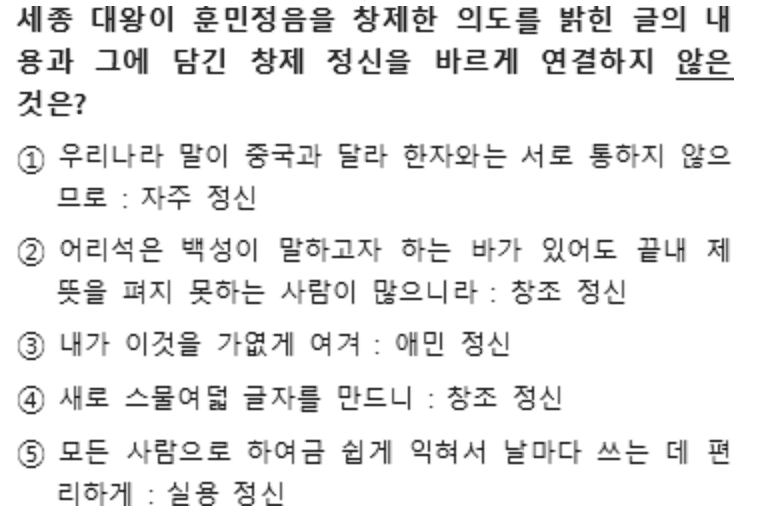 세종 대왕이 훈민정음을 창제한 의도를 밝힌 글의 내
용과 그에 담긴 창제 정신을 바르게 연결하지 않은
것은?
① 우리나라 말이 중국과 달라 한자와는 서로 통하지 않으
므로 : 자주 정신
② 어리석은 백성이 말하고자 하는 바가 있어도 끝내 제
뜻을 펴지 못하는 사람이 많으니라 : 창조 정신
③ 내가 이것을 가엾게 여겨 : 애민 정신
④ 새로 스물여덟 글자를 만드니 : 창조 정신
⑤ 모든 사람으로 하여금 쉽게 익혀서 날마다 쓰는 데 편
리하게 : 실용 정신